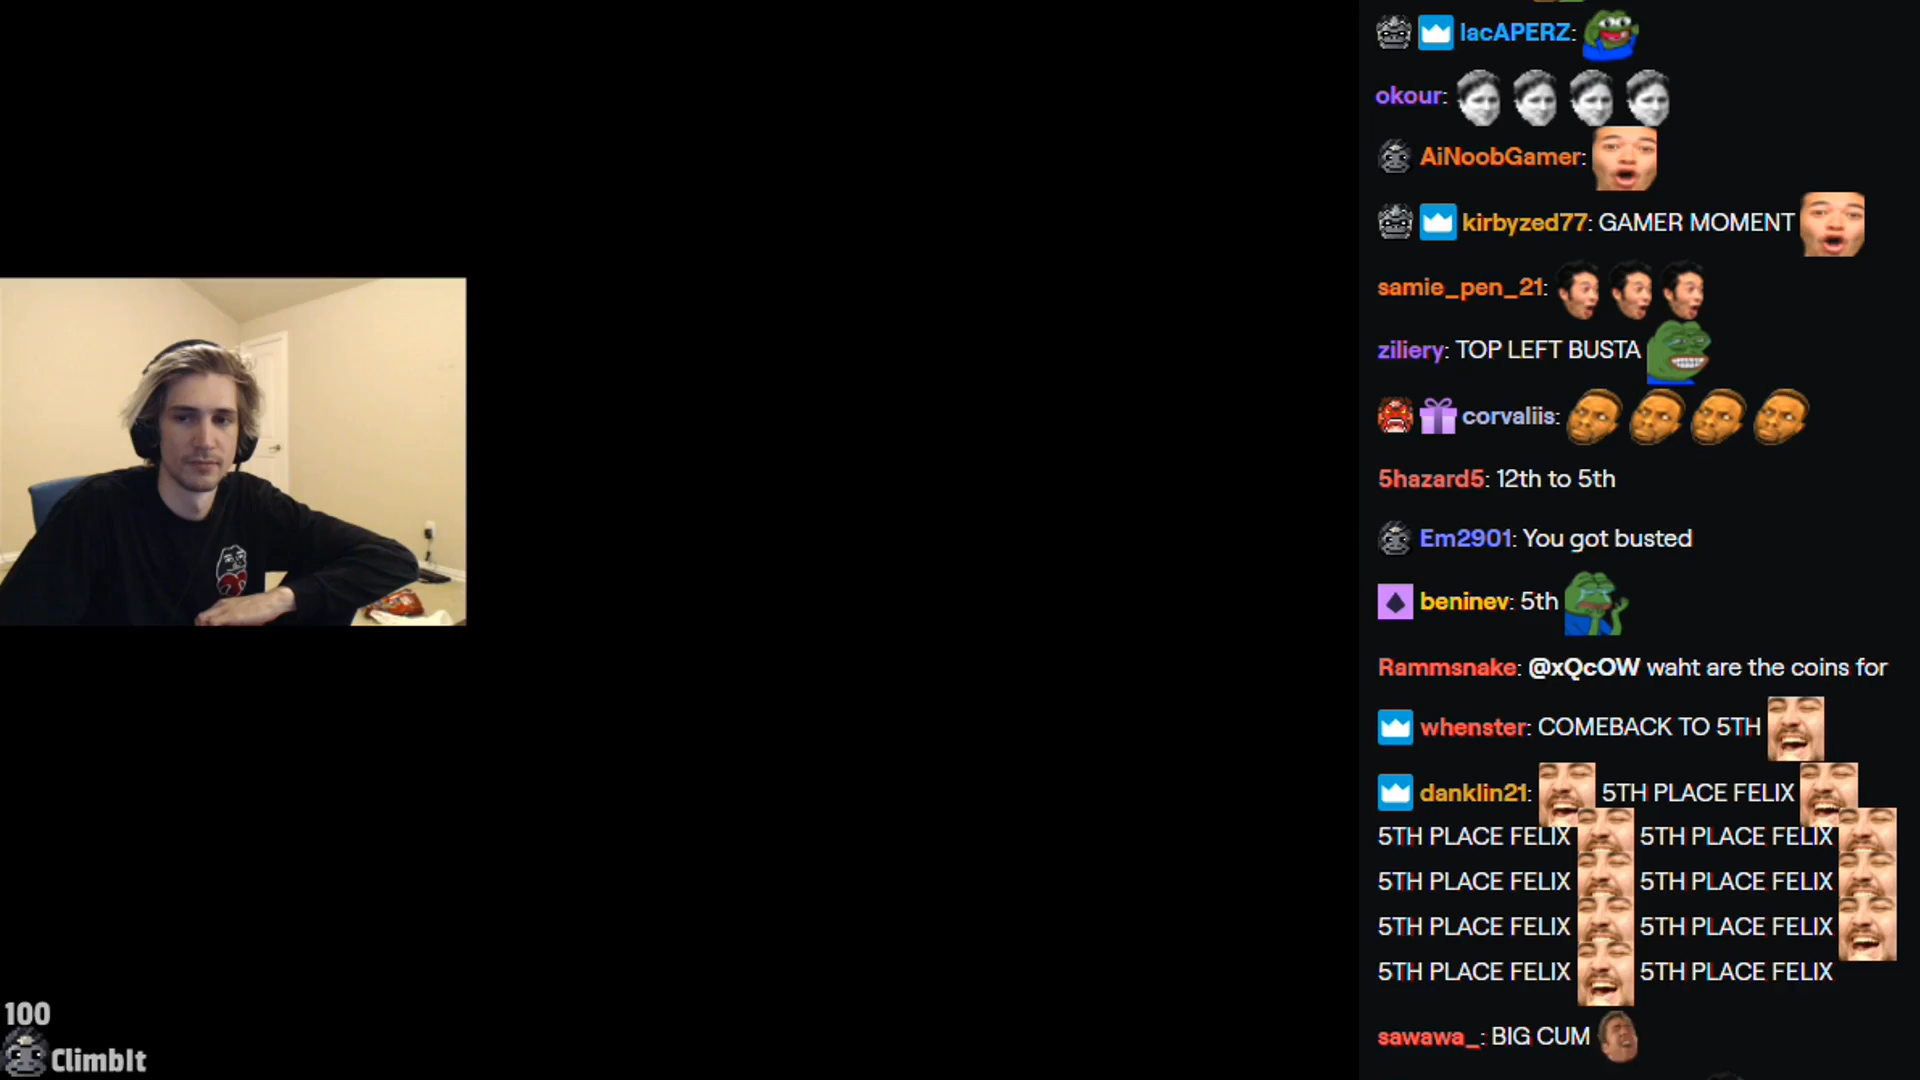 lacAPERZ:
okour:
AiNoobGamer:
kirbyzed77: GAMER MOMENT
samie_pen_21:
ziliery: TOP LEFT BUSTA
corvaliis:
5hazard5: 12th to 5th
Em2901: You got busted
beninev: 5th
Rammsnake: @xQcOW waht are the coins for
whenster: COMEBACK TO 5TH
danklin21: 5TH PLACE FELIX
5TH PLACE FELIX 5TH PLACE FELIX
5TH PLACE FELIX 5TH PLACE FELIX
5TH PLACE FELIX 5TH PLACE FELIX
5TH PLACE FELIX 5TH PLACE FELIX
sawawa_: BIG CUM
100
ClimbIt